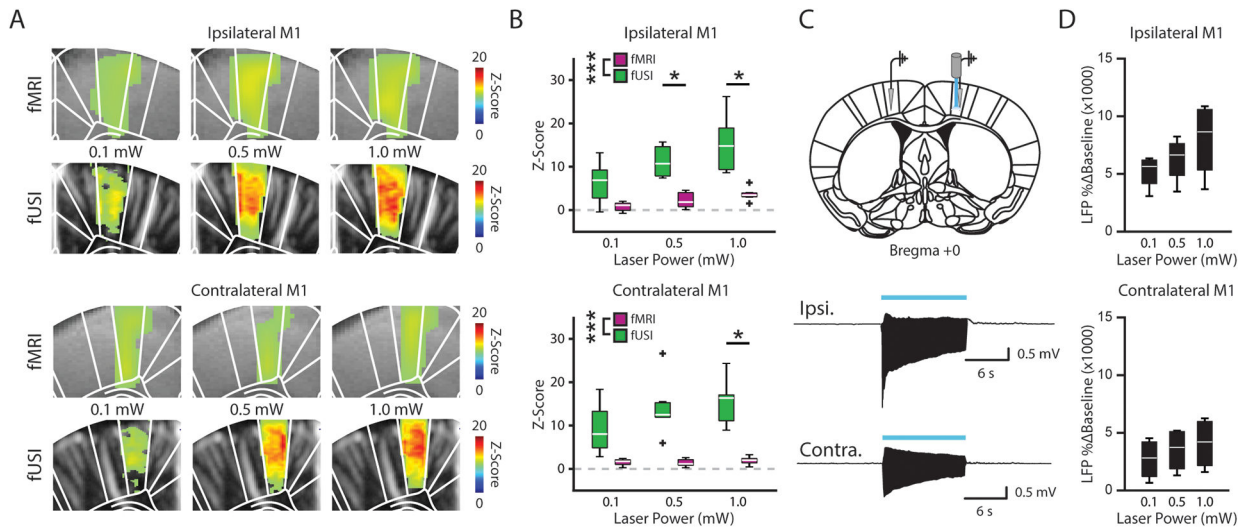 A
Ipsilateral M1
fMRI
20
Z-Score
0
0.1 mW
0.5 mW
1.0 mW
fUSI
20
Z-Score
0
Contralateral M1
fMRI
20
Z-Score
0
0.1 mW
0.5 mW
1.0 mW
fUSI
20
Z-Score
0
B
Ipsilateral M1
***
fMRI
fUSI
*
*
Z-Score
30
20
10
0
0.1
0.5
1.0
Laser Power (mW)
Contralateral M1
***
fMRI
fUSI
*
Z-Score
30
20
10
0
0.1
0.5
1.0
Laser Power (mW)
C
Bregma +0
Ipsi.
0.5 mV
6 s
Contra.
0.5 mV
6 s
D
Ipsilateral M1
LFP %ΔBaseline (x1000)
15
10
5
0
0.1
0.5
1.0
Laser Power (mW)
Contralateral M1
LFP %ΔBaseline (x1000)
15
10
5
0
0.1
0.5
1.0
Laser Power (mW)